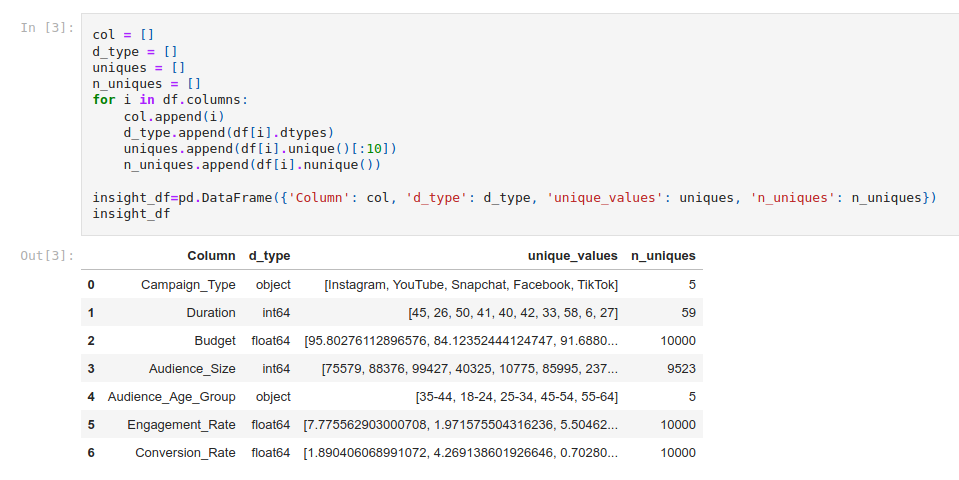 In [3]:
col = []
d_type = []
uniques = []
n_uniques = []
for i in df.columns:
    col.append(i)
    d_type.append(df[i].dtypes)
    uniques.append(df[i].unique()[:10])
    n_uniques.append(df[i].nunique())

insight_df=pd.DataFrame({'Column': col, 'd_type': d_type, 'unique_values': uniques, 'n_uniques': n_uniques})
insight_df
Out[3]:
Column d_type unique_values n_uniques
0 Campaign_Type object [Instagram, YouTube, Snapchat, Facebook, TikTok] 5
1 Duration int64 [45, 26, 50, 41, 40, 42, 33, 58, 6, 27] 59
2 Budget float64 [95.80276112896576, 84.12352444124747, 91.6880... 10000
3 Audience_Size int64 [75579, 88376, 99427, 40325, 10775, 85995, 237... 9523
4 Audience_Age_Group object [35-44, 18-24, 25-34, 45-54, 55-64] 5
5 Engagement_Rate float64 [7.775562903000708, 1.971575504316236, 5.50462... 10000
6 Conversion_Rate float64 [1.890406068991072, 4.269138601926646, 0.70280... 10000